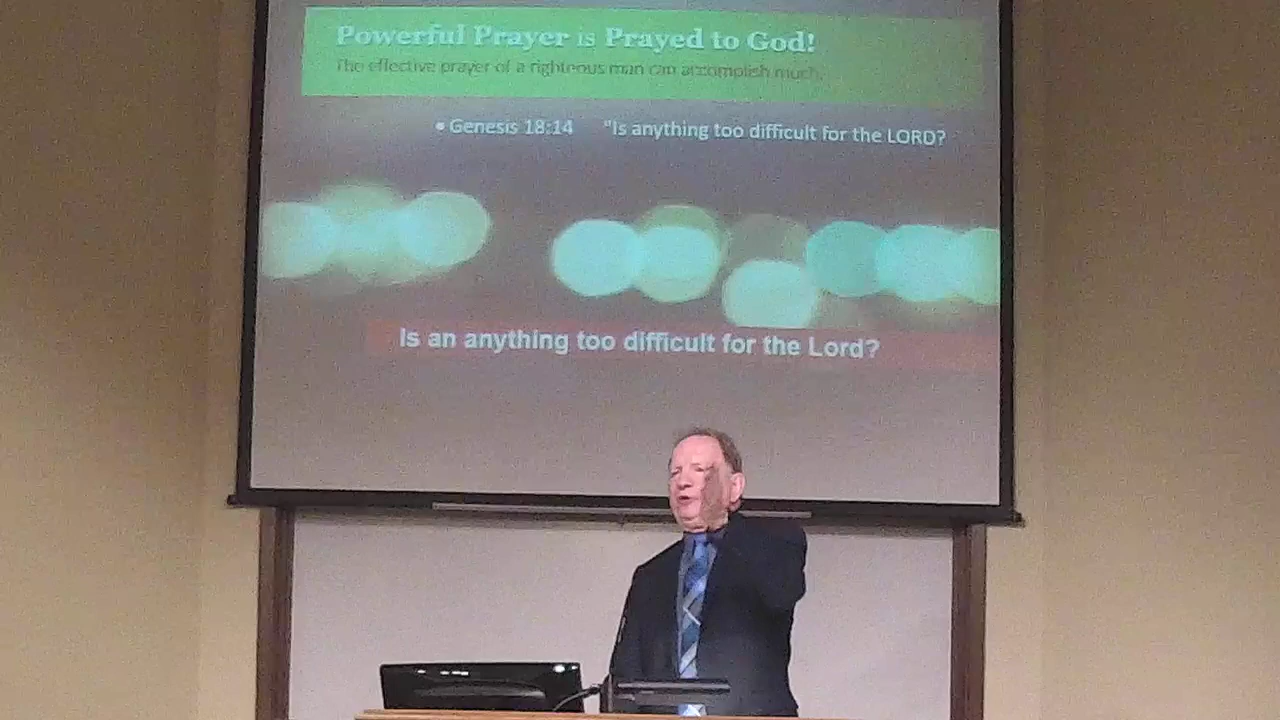 Powerful Prayer is Prayed to God!
The effective prayer of a righteous man can accomplish much.
• Genesis 18:14 "Is anything too difficult for the LORD?
Is an anything too difficult for the Lord?